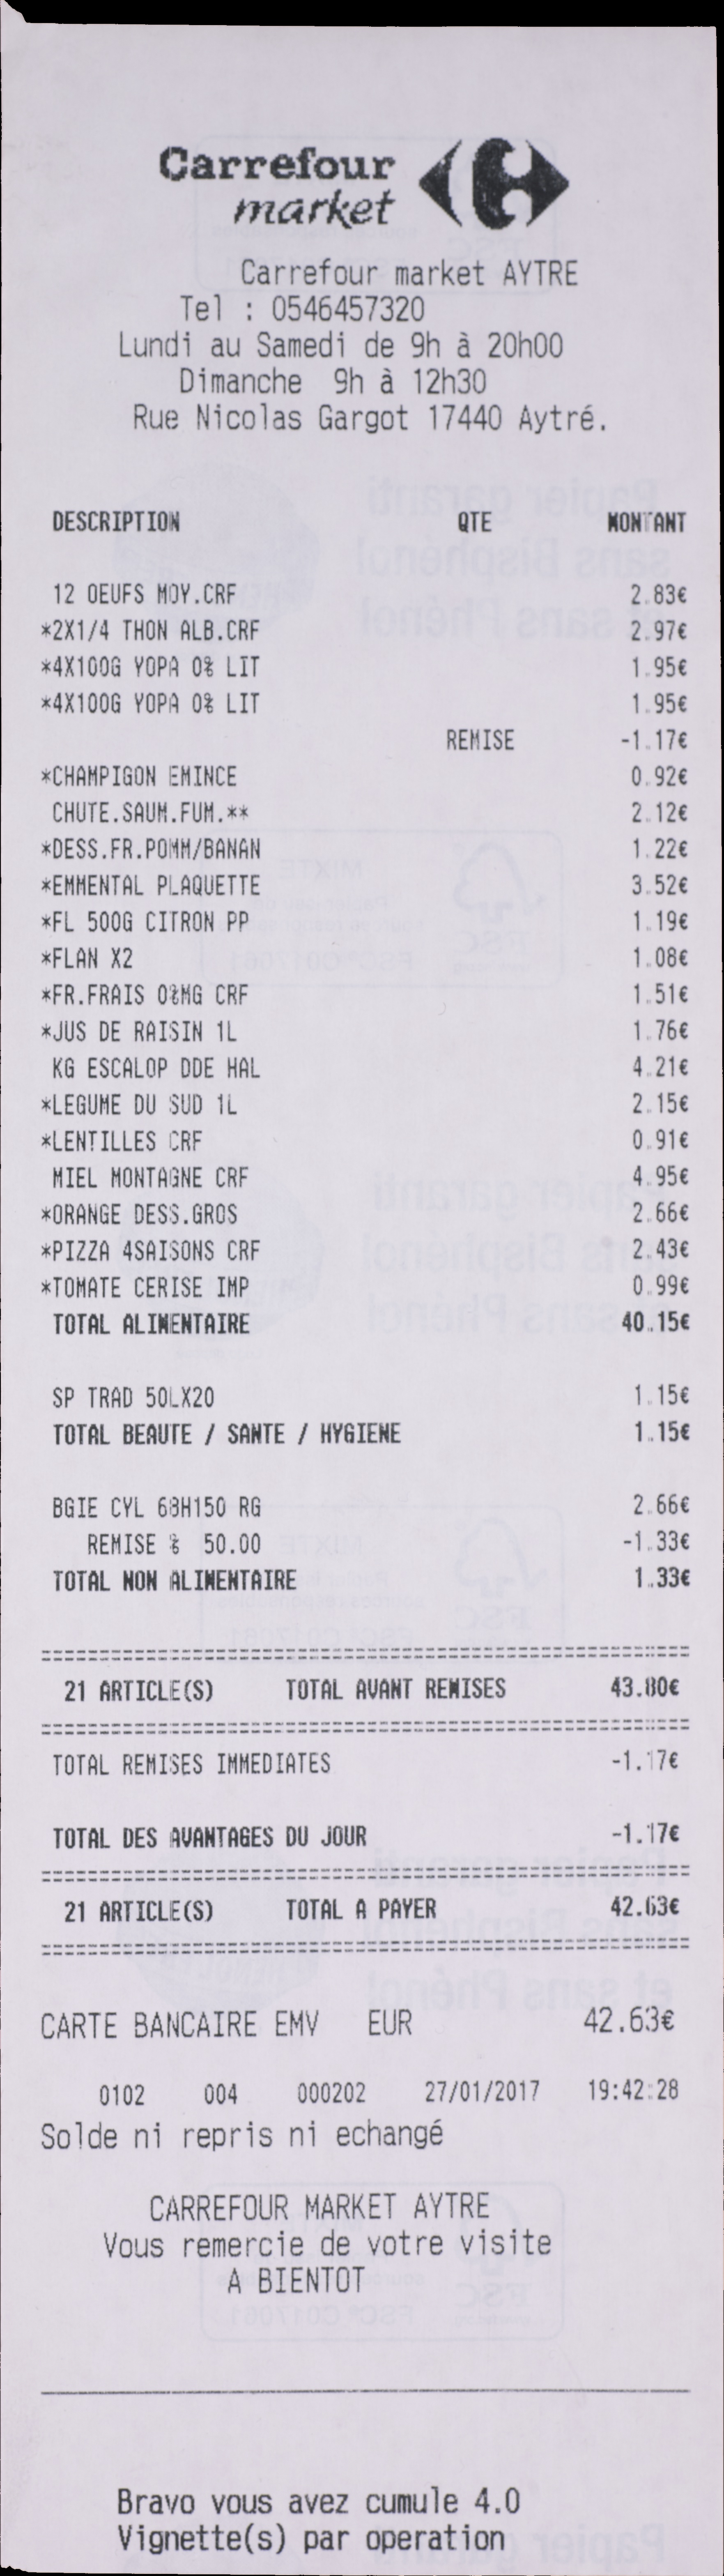 Carrefour
market
Carrefour market AYTRE
Tel : 0546457320
Lundi au Samedi de 9h à 20h00
Dimanche 9h à 12h30
Rue Nicolas Gargot 17440 Aytré.
DESCRIPTION QTE MONTANT
12 OEUFS MOY.CRF 2.83€
*2X1/4 THON ALB.CRF 2.97€
*4X100G YOPA 0% LIT 1.95€
*4X100G YOPA 0% LIT 1.95€
REMISE -1.17€
*CHAMPIGON EMINCE 0.92€
CHUTE.SAUM.FUM.** 2.12€
*DESS.FR.POMM/BANAN 1.22€
*EMMENTAL PLAQUETTE 3.52€
*FL 500G CITRON PP 1.19€
*FLAN X2 1.08€
*FR.FRAIS 0%MG CRF 1.51€
*JUS DE RAISIN 1L 1.76€
KG ESCALOP DDE HAL 4.21€
*LEGUME DU SUD 1L 2.15€
*LENTILLES CRF 0.91€
MIEL MONTAGNE CRF 4.95€
*ORANGE DESS.GROS 2.66€
*PIZZA 4SAISONS CRF 2.43€
*TOMATE CERISE IMP 0.99€
TOTAL ALIMENTAIRE 40.15€
SP TRAD 50LX20 1.15€
TOTAL BEAUTE / SANTE / HYGIENE 1.15€
BGIE CYL 68H150 RG 2.66€
REMISE % 50.00 -1.33€
TOTAL NON ALIMENTAIRE 1.33€
21 ARTICLE(S) TOTAL AVANT REMISES 43.80€
TOTAL REMISES IMMEDIATES -1.17€
TOTAL DES AVANTAGES DU JOUR -1.17€
21 ARTICLE(S) TOTAL A PAYER 42.63€
CARTE BANCAIRE EMV EUR 42.63€
0102 004 000202 27/01/2017 19:42:28
Solde ni repris ni echangé
CARREFOUR MARKET AYTRE
Vous remercie de votre visite
A BIENTOT
Bravo vous avez cumule 4.0
Vignette(s) par operation